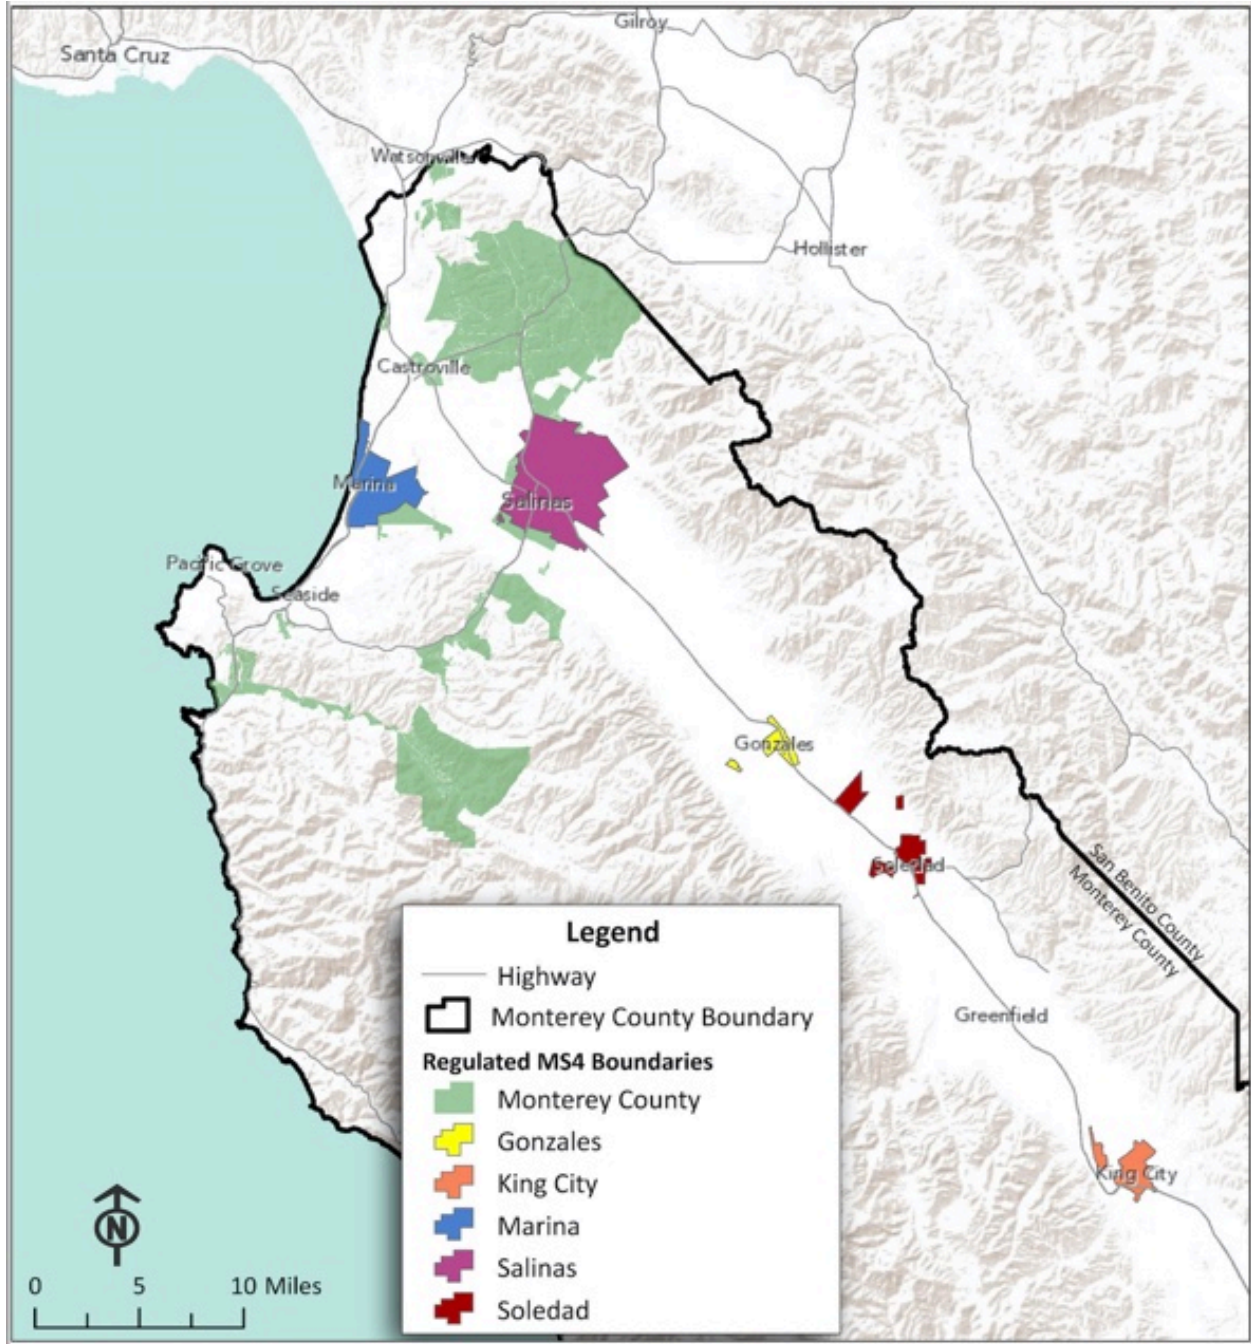 Gilroy
Santa Cruz
Watsonville
Hollister
Castroville
Marina
Salinas
Pacific Grove
Seaside
Gonzales
Soledad
San Benito County
Monterey County
Greenfield
King City
Legend
Highway
Monterey County Boundary
Regulated MS4 Boundaries
Monterey County
Gonzales
King City
Marina
Salinas
Soledad
N
0 5 10 Miles